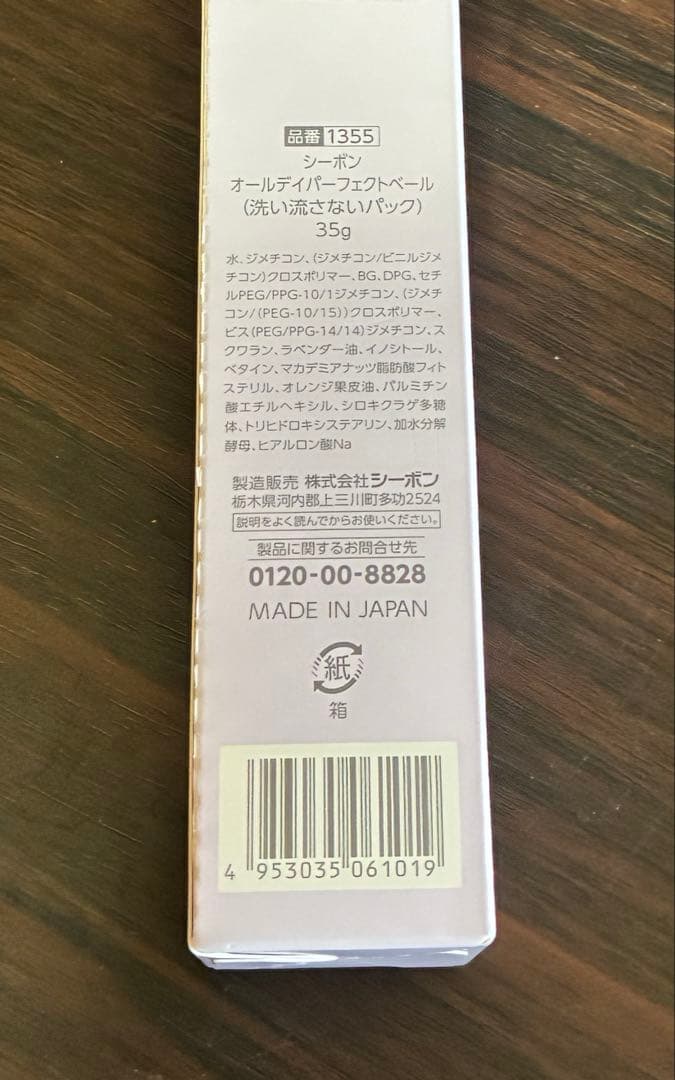 品番 1355
シーボン
オールデイパーフェクトベール
（洗い流さないパック）
35g
水、ジメチコン、（ジメチコン/ビニルジメ
チコン）クロスポリマー、BG、DPG、セチ
ルPEG/PPG-10/1ジメチコン、（ジメチ
コン/（PEG-10/15））クロスポリマー、
ビス（PEG/PPG-14/14）ジメチコン、ス
クワラン、ラベンダー油、イノシトール、
ベタイン、マカデミアナッツ脂肪酸フィト
ステリル、オレンジ果皮油、パルミチン
酸エチルヘキシル、シロキクラゲ多糖
体、トリヒドロキシステアリン、加水分解
酵母、ヒアルロン酸Na
製造販売 株式会社シーボン
栃木県河内郡上三川町多功2524
説明をよく読んでからお使いください。
製品に関するお問合せ先
0120-00-8828
MADE IN JAPAN
紙
箱
4 953035 061019